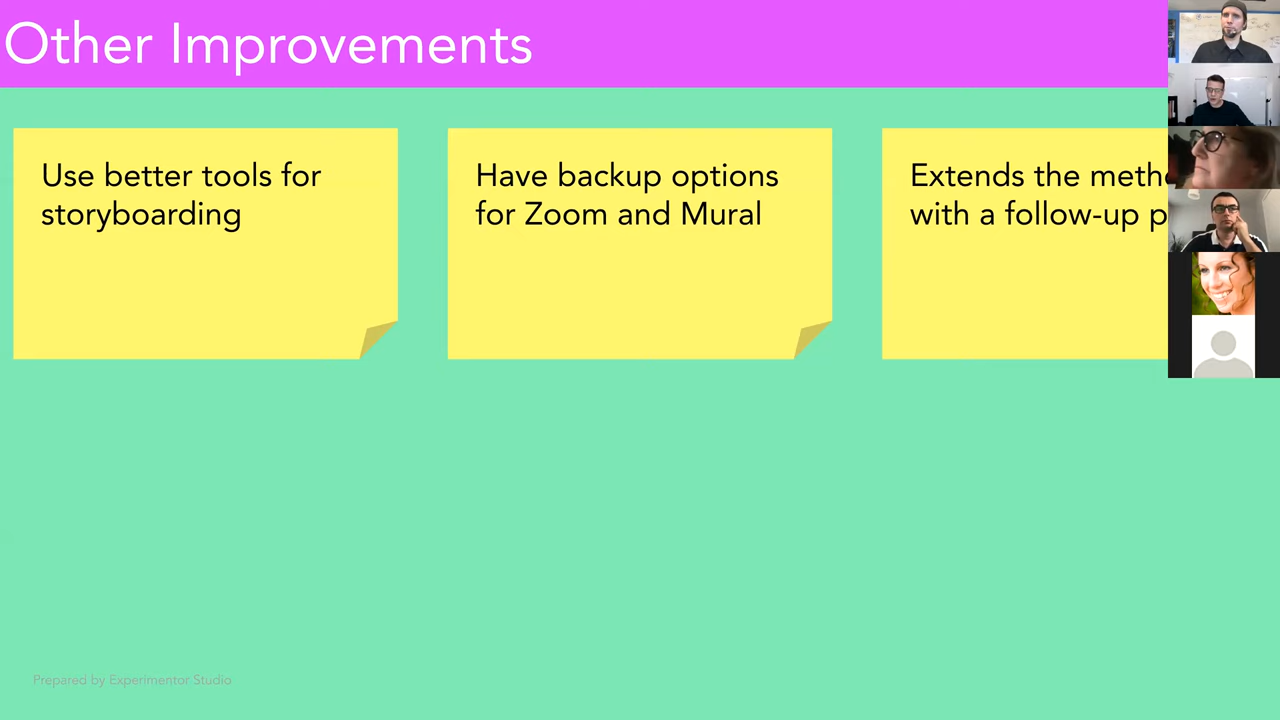 Other Improvements
Use better tools for
storyboarding
Have backup options
for Zoom and Mural
Extends the
with a follow-up
Prepared by Experimentor Studio